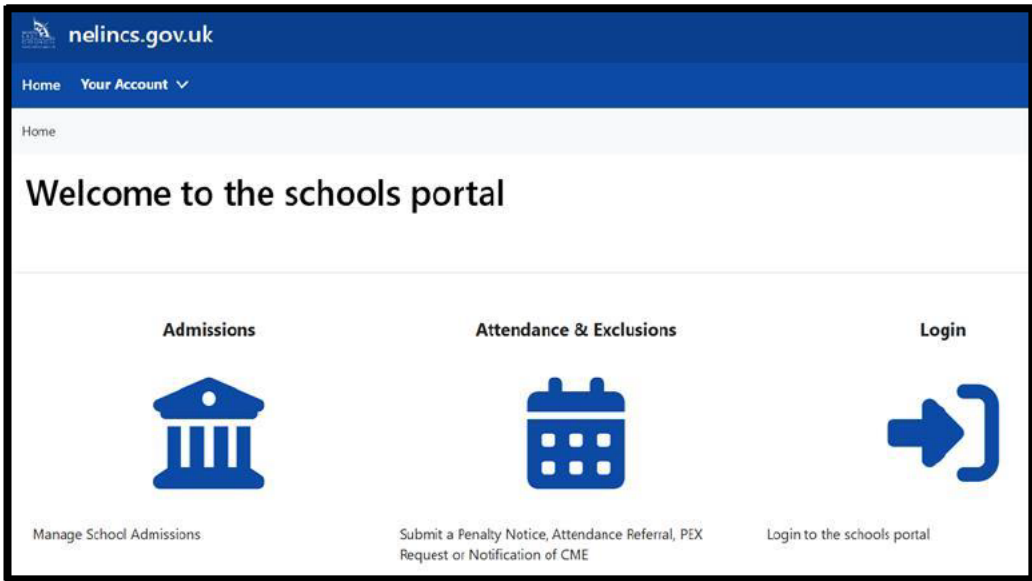 nelincs.gov.uk
Home Your Account
Home
Welcome to the schools portal
Admissions
Attendance & Exclusions
Login
Manage School Admissions
Submit a Penalty Notice, Attendance Referral, PEX
Request or Notification of CME
Login to the schools portal